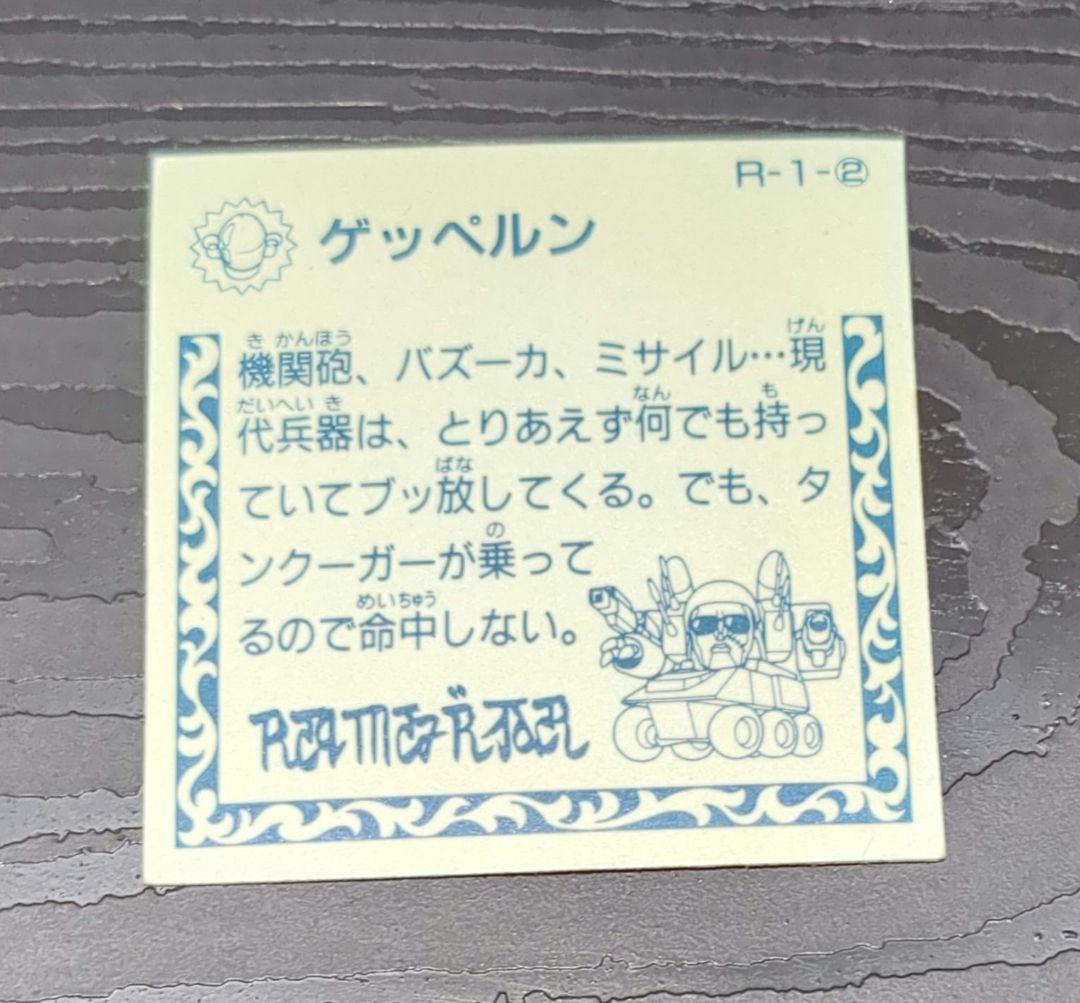 R-1-②
ゲッペルン
機関砲、バズーカ、ミサイル…現
代兵器は、とりあえず何でも持っ
ていてブッ放してくる。でも、タ
ンクーガーが乗って
るので命中しない。